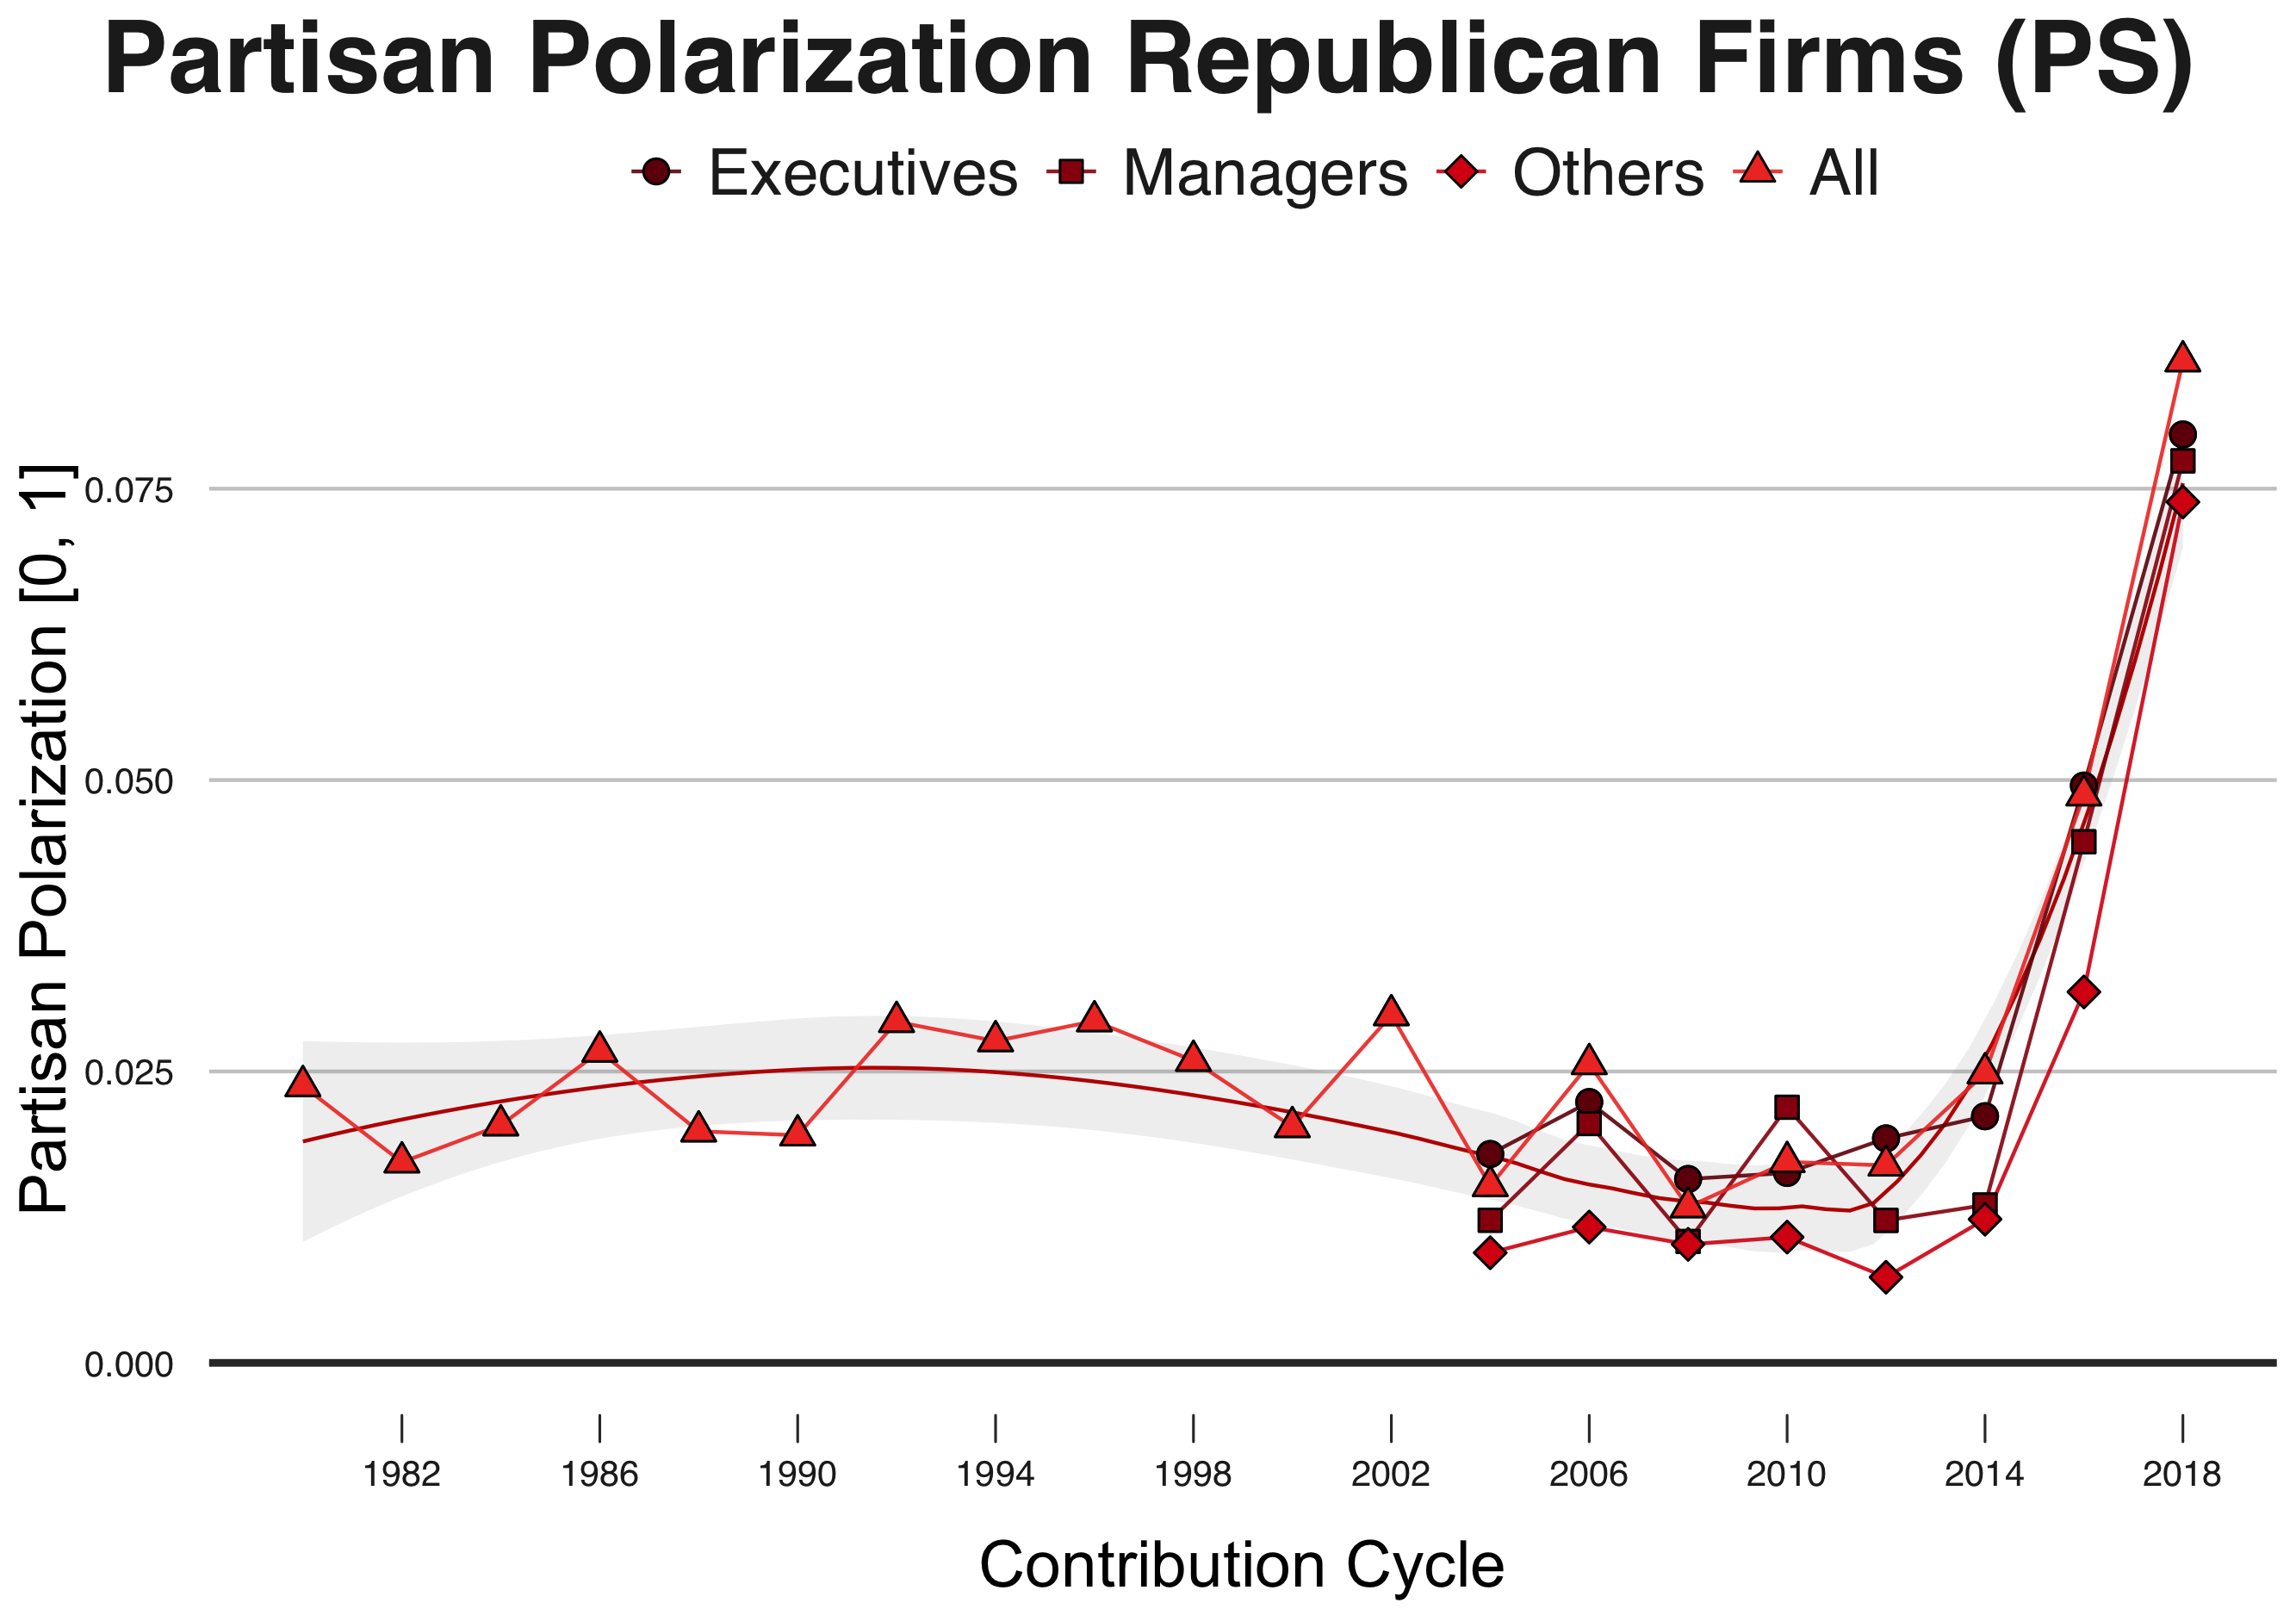 Partisan Polarization Republican Firms (PS)
Executives Managers Others All
Partisan Polarization [0, 1]
0.075
0.050
0.025
0.000
1982 1986 1990 1994 1998 2002 2006 2010 2014 2018
Contribution Cycle